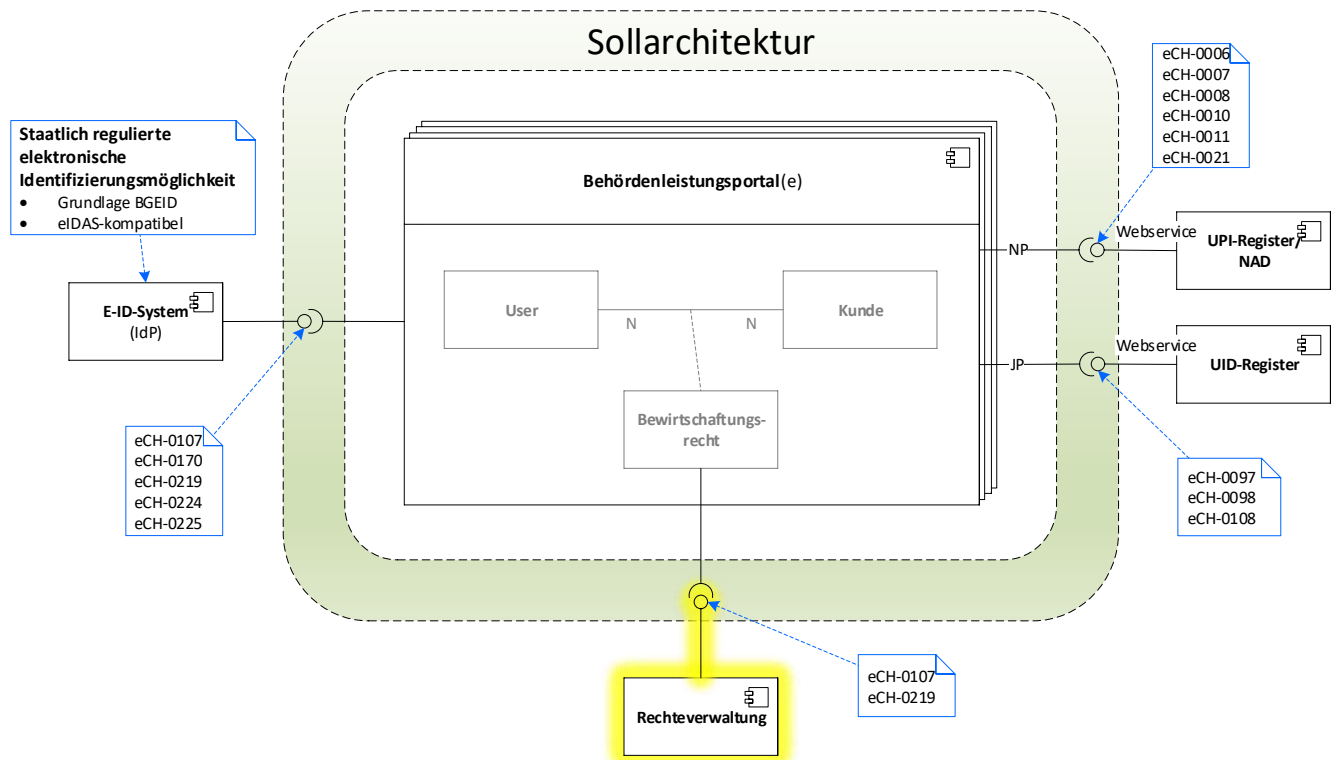 Sollarchitektur
Staatlich regulierte
elektronische
Identifizierungsmöglichkeit
• Grundlage BGEID
• eIDAS-kompatibel
E-ID-System
(IdP)
eCH-0107
eCH-0170
eCH-0219
eCH-0224
eCH-0225
Behördenleistungsportal(e)
User
N
N
Kunde
Bewirtschaftungs-
recht
NP
JP
eCH-0006
eCH-0007
eCH-0008
eCH-0010
eCH-0011
eCH-0021
Webservice
UPI-Register/
NAD
Webservice
UID-Register
eCH-0097
eCH-0098
eCH-0108
eCH-0107
eCH-0219
Rechteverwaltung